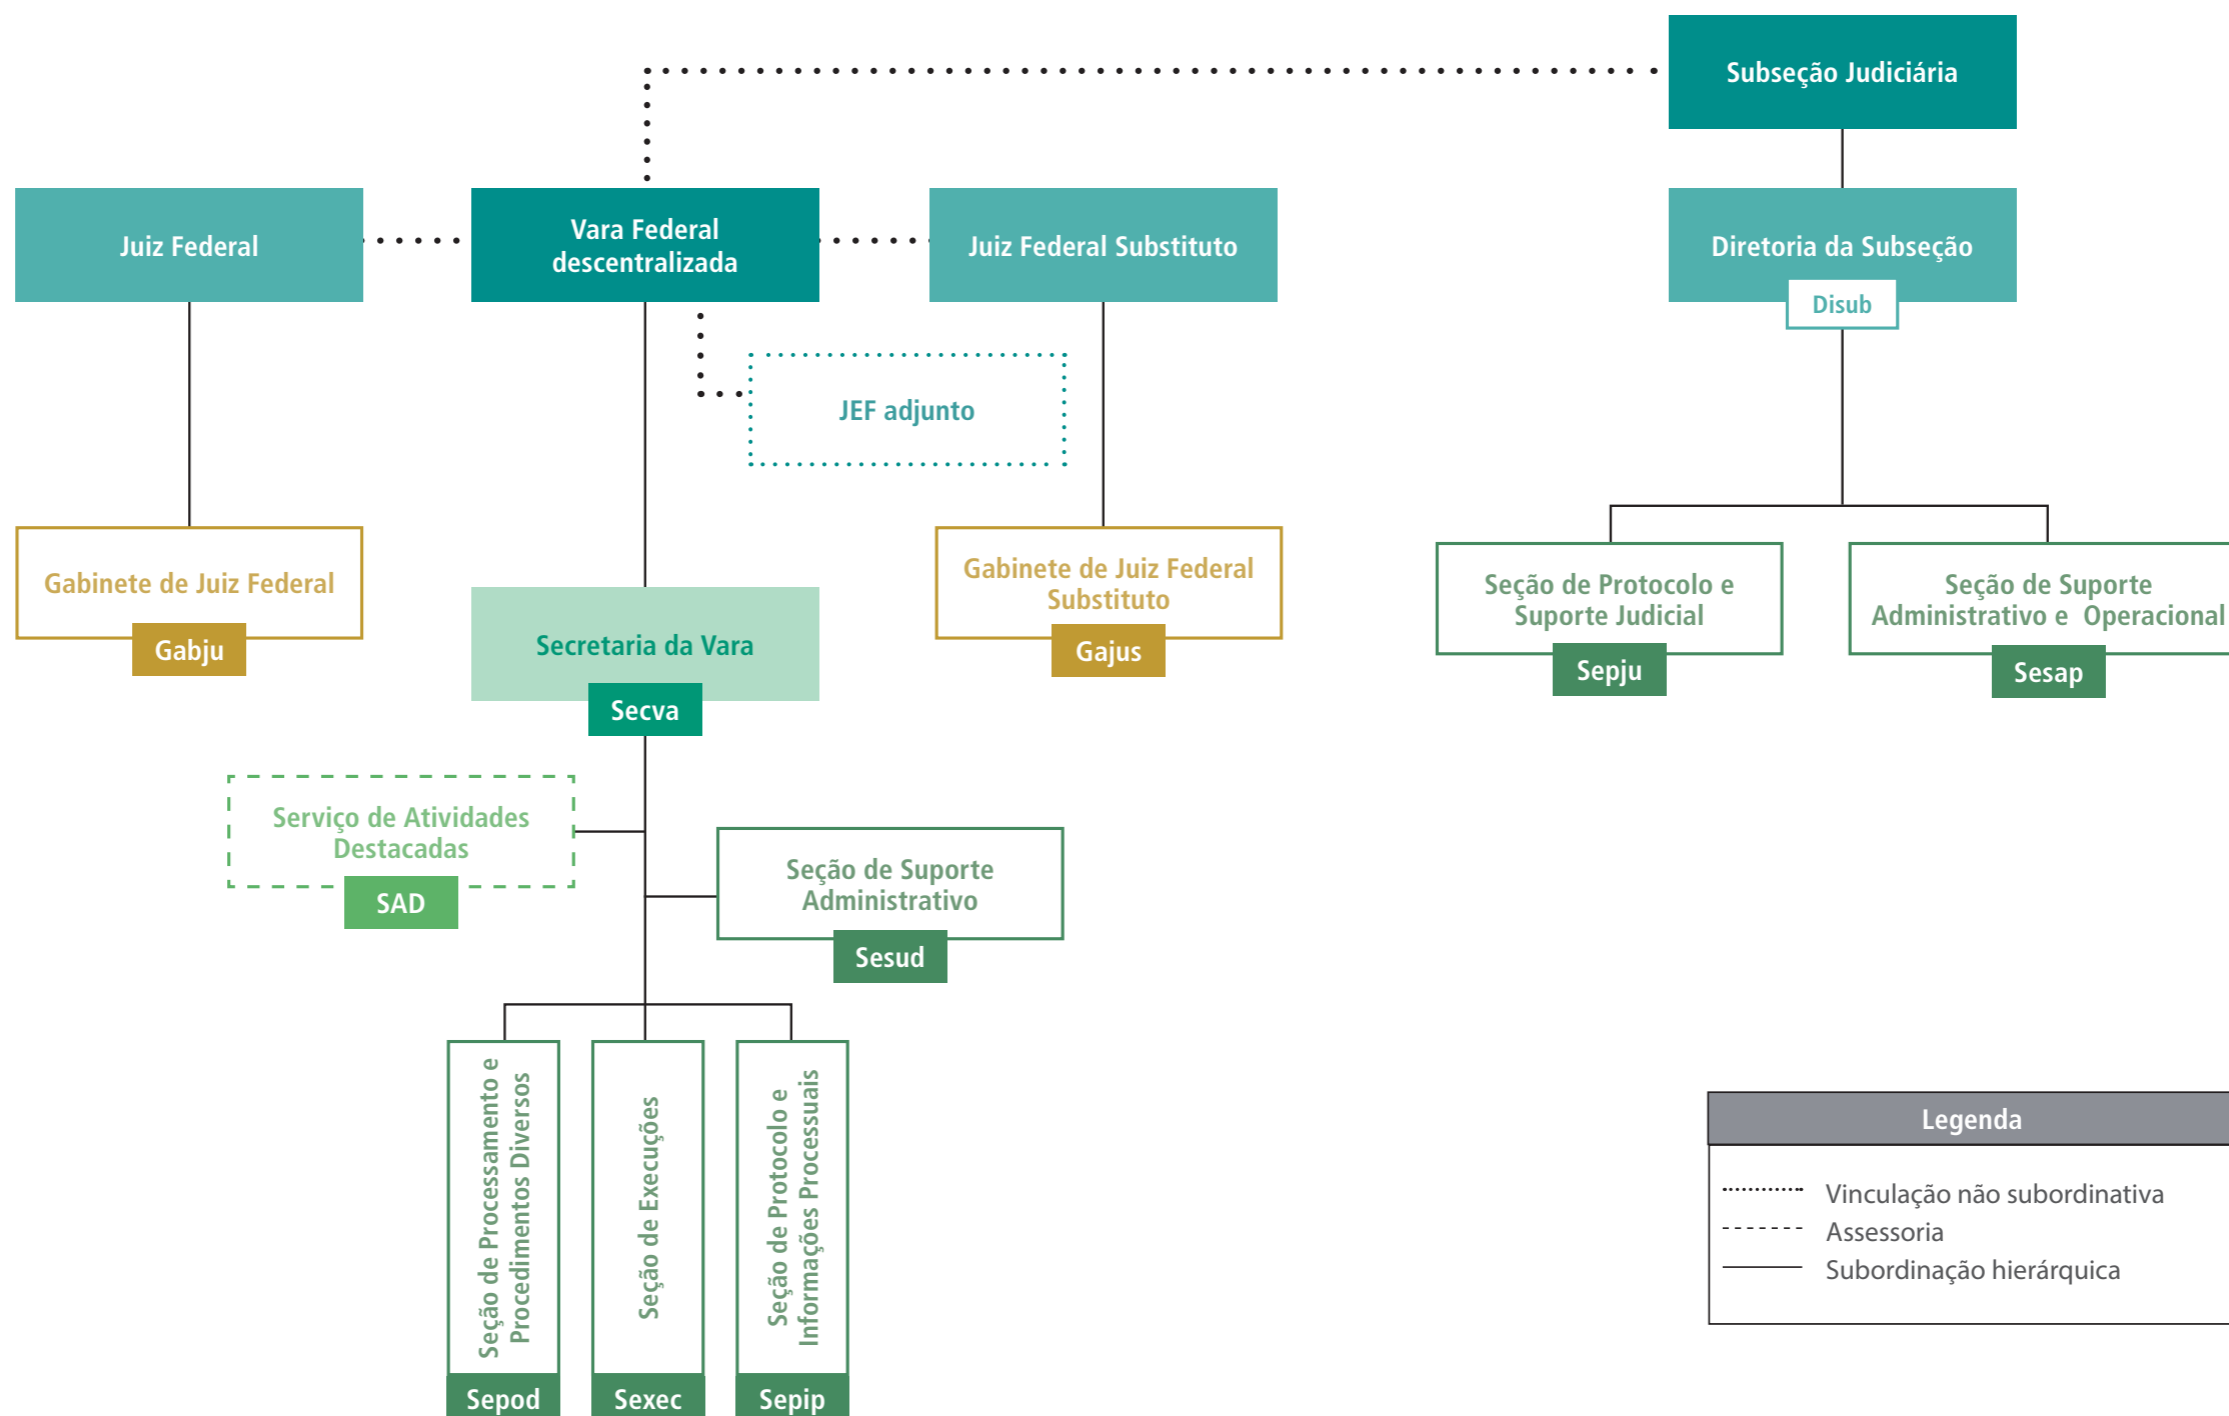 Subseção Judiciária
Juiz Federal
Vara Federal
descentralizada
Juiz Federal Substituto
Diretoria da Subseção
Disub
JEF adjunto
Gabinete de Juiz Federal
Gabju
Secretaria da Vara
Secva
Gabinete de Juiz Federal
Substituto
Gajus
Seção de Protocolo e
Suporte Judicial
Sepju
Seção de Suporte
Administrativo e Operacional
Sesap
Serviço de Atividades
Destacadas
SAD
Seção de Suporte
Administrativo
Sesud
Seção de Processamento e
Procedimentos Diversos
Sepod
Seção de Execuções
Sexec
Seção de Protocolo e
Informações Processuais
Sepip
Legenda
Vinculação não subordinativa
Assessoria
Subordinação hierárquica